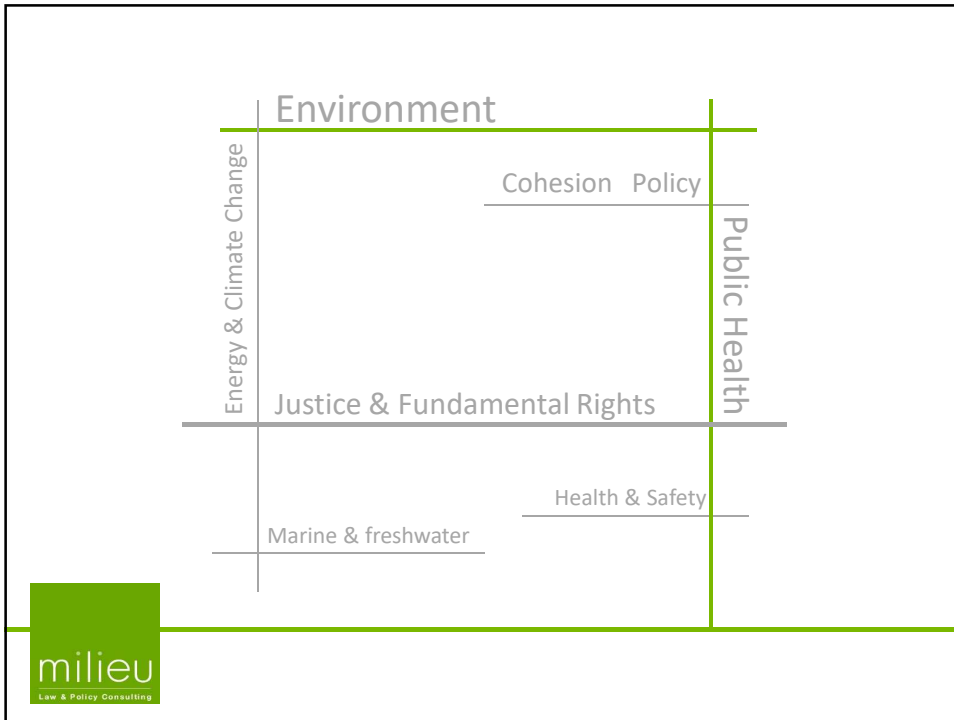 Environment
Cohesion Policy
Energy & Climate Change
Public Health
Justice & Fundamental Rights
Health & Safety
Marine & freshwater
milieu
Law & Policy Consulting